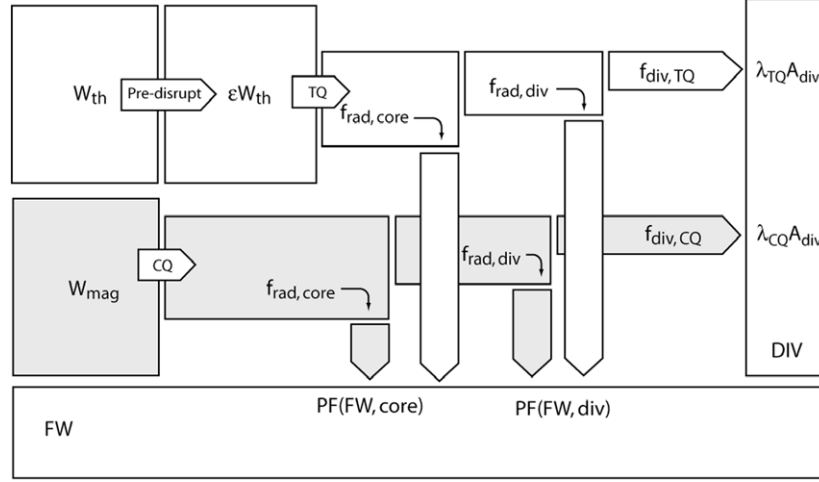 W_th
Pre-disrupt
εW_th
TQ
f_rad, core
f_rad, div
f_div, TQ
λ_TQ A_div
W_mag
CQ
f_rad, core
f_rad, div
f_div, CQ
λ_CQ A_div
DIV
PF(FW, core)
PF(FW, div)
FW